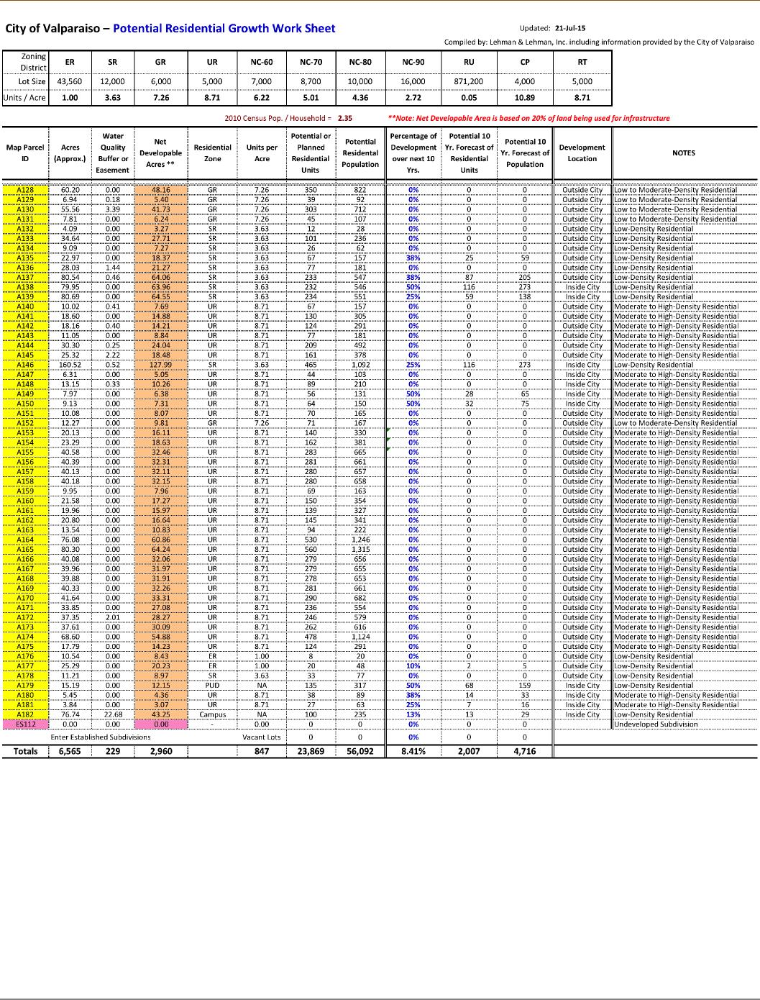 City of Valparaiso – Potential Residential Growth Work Sheet
Updated: 21-Jul-15
Compiled by: Lehman & Lehman, Inc. including information provided by the City of Valparaiso
Zoning District ER SR GR UR NC-60 NC-70 NC-80 NC-90 RU CP RT
Lot Size 43,560 12,000 6,000 5,000 7,000 8,700 10,000 16,000 871,200 4,000 5,000
Units / Acre 1.00 3.63 7.26 8.71 6.22 5.01 4.36 2.72 0.05 10.89 8.71
2010 Census Pop. / Household = 2.35 **Note: Net Developable Area is based on 20% of land being used for infrastructure
Map Parcel ID Acres (Approx.) Water Quality Buffer or Easement Net Developable Acres ** Residential Zone Units per Acre Potential or Planned Residential Units Potential Residental Population Percentage of Development over next 10 Yrs. Potential 10 Yr. Forecast of Residential Units Potential 10 Yr. Forecast of Population Development Location NOTES
A128 60.20 0.00 48.16 GR 7.26 350 822 0% 0 0 Outside City Low to Moderate-Density Residential
A129 6.94 0.18 5.40 GR 7.26 39 92 0% 0 0 Outside City Low to Moderate-Density Residential
A130 55.56 3.39 41.73 GR 7.26 303 712 0% 0 0 Outside City Low to Moderate-Density Residential
A131 7.81 0.00 6.24 GR 7.26 45 107 0% 0 0 Outside City Low to Moderate-Density Residential
A132 4.09 0.00 3.27 SR 3.63 12 28 0% 0 0 Outside City Low-Density Residential
A133 34.64 0.00 27.71 SR 3.63 101 236 0% 0 0 Outside City Low-Density Residential
A134 9.09 0.00 7.27 SR 3.63 26 62 0% 0 0 Outside City Low-Density Residential
A135 22.97 0.00 18.37 SR 3.63 67 157 38% 25 59 Outside City Low-Density Residential
A136 28.03 1.44 21.27 SR 3.63 77 181 0% 0 0 Outside City Low-Density Residential
A137 80.54 0.46 64.06 SR 3.63 233 547 38% 87 205 Outside City Low-Density Residential
A138 79.95 0.00 63.96 SR 3.63 232 546 50% 116 273 Inside City Low-Density Residential
A139 80.69 0.00 64.55 SR 3.63 234 551 25% 59 138 Inside City Low-Density Residential
A140 10.02 0.41 7.69 UR 8.71 67 157 0% 0 0 Outside City Moderate to High-Density Residential
A141 18.60 0.00 14.88 UR 8.71 130 305 0% 0 0 Outside City Moderate to High-Density Residential
A142 18.16 0.40 14.21 UR 8.71 124 291 0% 0 0 Outside City Moderate to High-Density Residential
A143 11.05 0.00 8.84 UR 8.71 77 181 0% 0 0 Outside City Moderate to High-Density Residential
A144 30.30 0.25 24.04 UR 8.71 209 492 0% 0 0 Outside City Moderate to High-Density Residential
A145 25.32 2.22 18.48 UR 8.71 161 378 0% 0 0 Outside City Moderate to High-Density Residential
A146 160.52 0.52 127.99 SR 3.63 465 1,092 25% 116 273 Inside City Low-Density Residential
A147 6.31 0.00 5.05 UR 8.71 44 103 0% 0 0 Inside City Moderate to High-Density Residential
A148 13.15 0.33 10.26 UR 8.71 89 210 0% 0 0 Inside City Moderate to High-Density Residential
A149 7.97 0.00 6.38 UR 8.71 56 131 50% 28 65 Inside City Moderate to High-Density Residential
A150 9.13 0.00 7.31 UR 8.71 64 150 50% 32 75 Inside City Moderate to High-Density Residential
A151 10.08 0.00 8.07 UR 8.71 70 165 0% 0 0 Outside City Moderate to High-Density Residential
A152 12.27 0.00 9.81 GR 7.26 71 167 0% 0 0 Outside City Low to Moderate-Density Residential
A153 20.13 0.00 16.11 UR 8.71 140 330 0% 0 0 Outside City Moderate to High-Density Residential
A154 23.29 0.00 18.63 UR 8.71 162 381 0% 0 0 Outside City Moderate to High-Density Residential
A155 40.58 0.00 32.46 UR 8.71 283 665 0% 0 0 Outside City Moderate to High-Density Residential
A156 40.39 0.00 32.31 UR 8.71 281 661 0% 0 0 Outside City Moderate to High-Density Residential
A157 40.13 0.00 32.11 UR 8.71 280 657 0% 0 0 Outside City Moderate to High-Density Residential
A158 40.18 0.00 32.15 UR 8.71 280 658 0% 0 0 Outside City Moderate to High-Density Residential
A159 9.95 0.00 7.96 UR 8.71 69 163 0% 0 0 Outside City Moderate to High-Density Residential
A160 21.58 0.00 17.27 UR 8.71 150 354 0% 0 0 Outside City Moderate to High-Density Residential
A161 19.96 0.00 15.97 UR 8.71 139 327 0% 0 0 Outside City Moderate to High-Density Residential
A162 20.80 0.00 16.64 UR 8.71 145 341 0% 0 0 Outside City Moderate to High-Density Residential
A163 13.54 0.00 10.83 UR 8.71 94 222 0% 0 0 Outside City Moderate to High-Density Residential
A164 76.08 0.00 60.86 UR 8.71 530 1,246 0% 0 0 Outside City Moderate to High-Density Residential
A165 80.30 0.00 64.24 UR 8.71 560 1,315 0% 0 0 Outside City Moderate to High-Density Residential
A166 40.08 0.00 32.06 UR 8.71 279 656 0% 0 0 Outside City Moderate to High-Density Residential
A167 39.96 0.00 31.97 UR 8.71 279 655 0% 0 0 Outside City Moderate to High-Density Residential
A168 39.88 0.00 31.91 UR 8.71 278 653 0% 0 0 Outside City Moderate to High-Density Residential
A169 40.33 0.00 32.26 UR 8.71 281 661 0% 0 0 Outside City Moderate to High-Density Residential
A170 41.64 0.00 33.31 UR 8.71 290 682 0% 0 0 Outside City Moderate to High-Density Residential
A171 33.85 0.00 27.08 UR 8.71 236 554 0% 0 0 Outside City Moderate to High-Density Residential
A172 37.35 2.01 28.27 UR 8.71 246 579 0% 0 0 Outside City Moderate to High-Density Residential
A173 37.61 0.00 30.09 UR 8.71 262 616 0% 0 0 Outside City Moderate to High-Density Residential
A174 68.60 0.00 54.88 UR 8.71 478 1,124 0% 0 0 Outside City Moderate to High-Density Residential
A175 17.79 0.00 14.23 UR 8.71 124 291 0% 0 0 Outside City Moderate to High-Density Residential
A176 10.54 0.00 8.43 ER 1.00 8 20 0% 0 0 Outside City Low-Density Residential
A177 25.29 0.00 20.23 ER 1.00 20 48 10% 2 5 Outside City Low-Density Residential
A178 11.21 0.00 8.97 SR 3.63 33 77 0% 0 0 Outside City Low-Density Residential
A179 15.19 0.00 12.15 PUD NA 135 317 50% 68 159 Inside City Low-Density Residential
A180 5.45 0.00 4.36 UR 8.71 38 89 38% 14 33 Inside City Moderate to High-Density Residential
A181 3.84 0.00 3.07 UR 8.71 27 63 25% 7 16 Inside City Moderate to High-Density Residential
A182 76.74 22.68 43.25 Campus NA 100 235 13% 13 29 Inside City Low-Density Residential
ES112 0.00 0.00 0.00 0.00 0 0 0% 0 0 Undeveloped Subdivision
Enter Established Subdivisions Vacant Lots 0 0 0% 0 0
Totals 6,565 229 2,960 847 23,869 56,092 8.41% 2,007 4,716